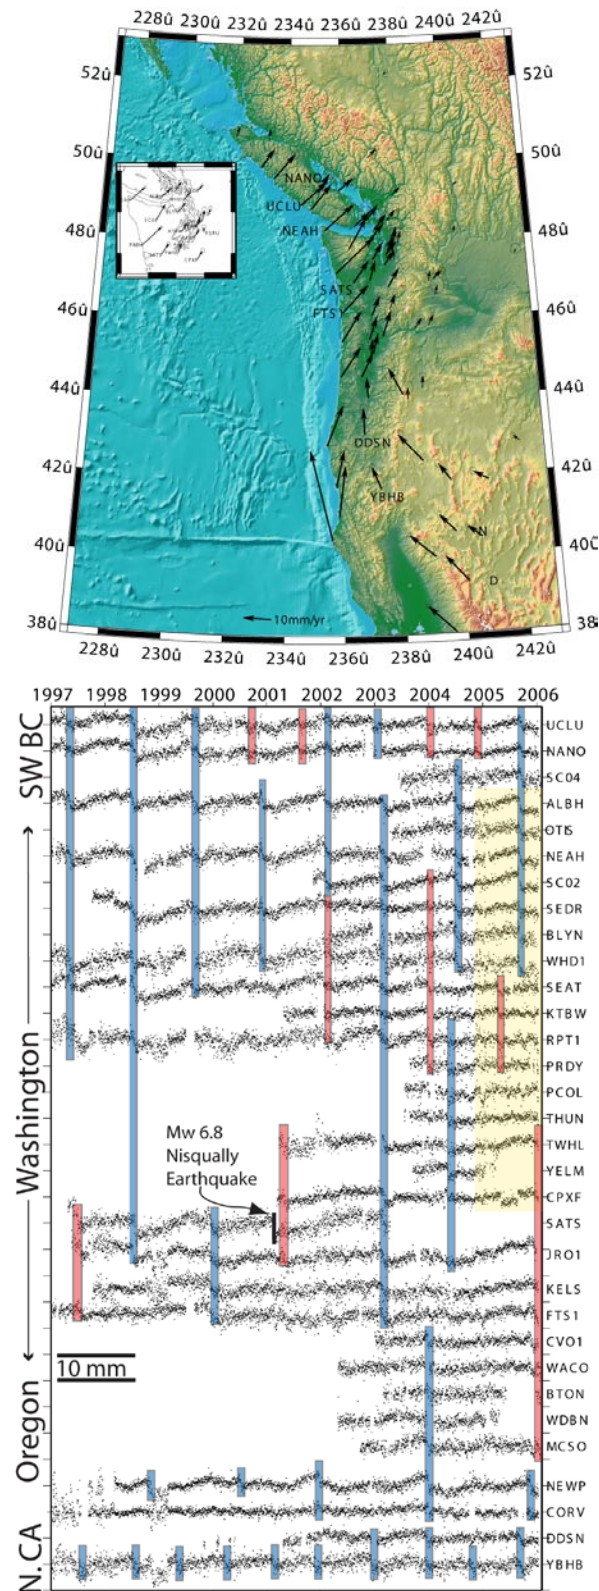 228û 230û 232û 234û 236û 238û 240û 242û
52û 52û
50û 50û
NANO
UCLU
NEAH
48û 48û
SATS
46û 46û
FTS1
44û 44û
DDSN
42û 42û
YBHB
N
40û 40û
D
10mm/yr
38û 38û
228û 230û 232û 234û 236û 238û 240û 242û
1997 1998 1999 2000 2001 2002 2003 2004 2005 2006
SW BC
UCLU
NANO
SC04
ALBH
OTIS
NEAH
SC02
SEDR
BLYN
WHD1
Washington
SEAT
KTBW
RPT1
PRDY
PCOL
THUN
Mw 6.8
Nisqually
Earthquake
TWHL
YELM
CPXF
SATS
JRO1
KELS
FTS1
CVO1
10 mm
WACO
Oregon
BTON
WDBN
MCSO
NEWP
CORV
N. CA
DDSN
YBHB